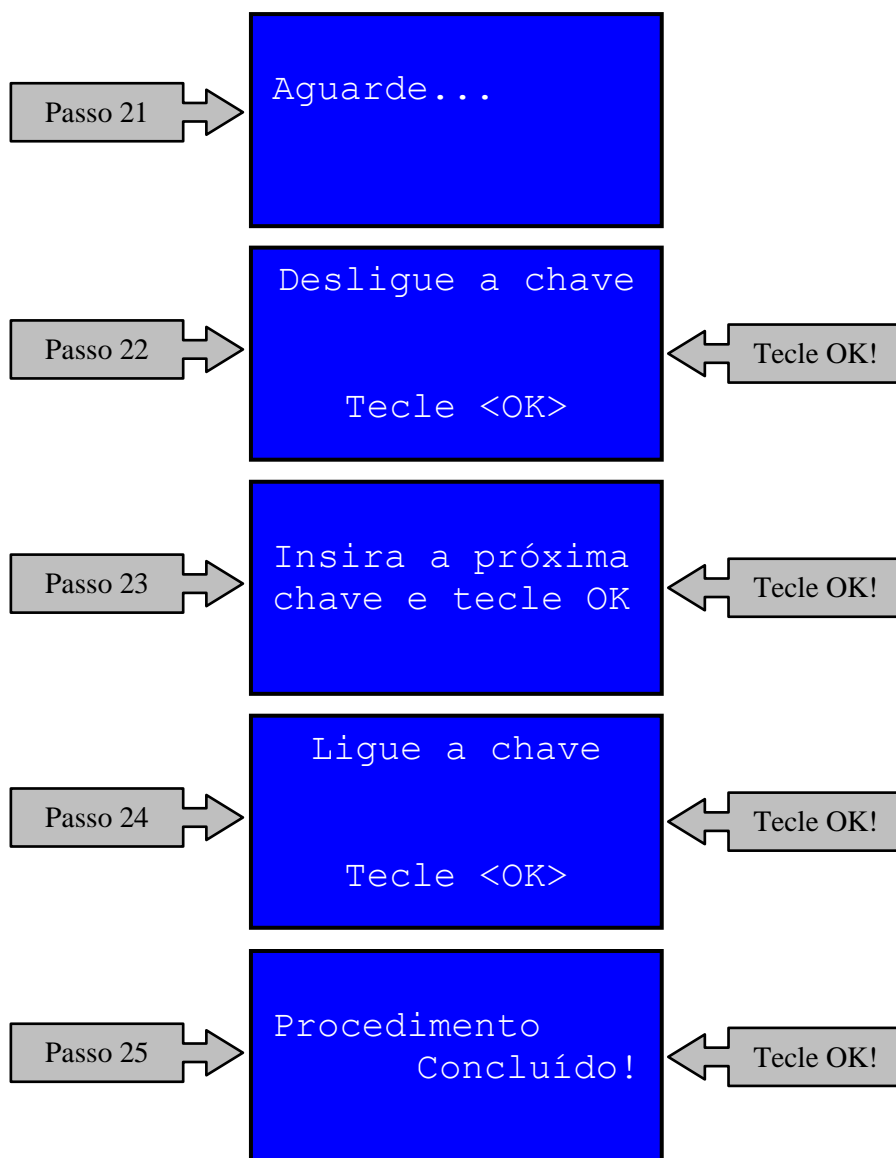 Passo 21
Aguarde...
Passo 22
Desligue a chave
Tecle <OK>
Tecle OK!
Passo 23
Insira a próxima
chave e tecle OK
Tecle OK!
Passo 24
Ligue a chave
Tecle <OK>
Tecle OK!
Passo 25
Procedimento
Concluído!
Tecle OK!